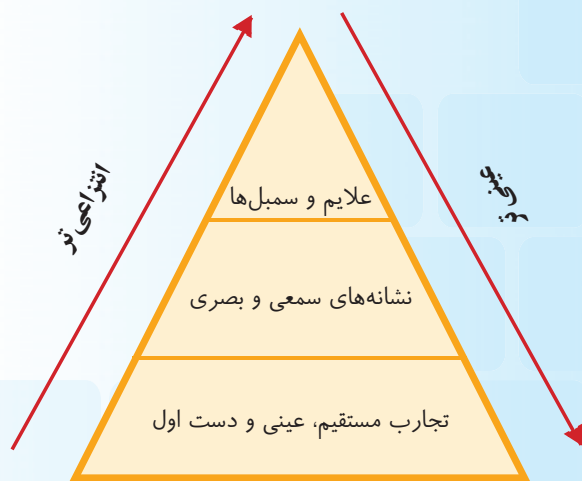 انتزاعی تر
عینی تر
علایم و سمبل‌ها
نشانه‌های سمعی و بصری
تجارب مستقیم، عینی و دست اول